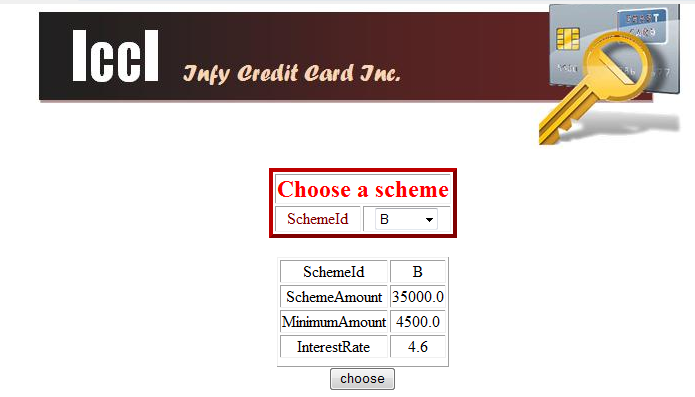 Iccl Infy Credit Card Inc.
CARD
Choose a scheme
SchemeId B
SchemeId B
SchemeAmount 35000.0
MinimumAmount 4500.0
InterestRate 4.6
choose